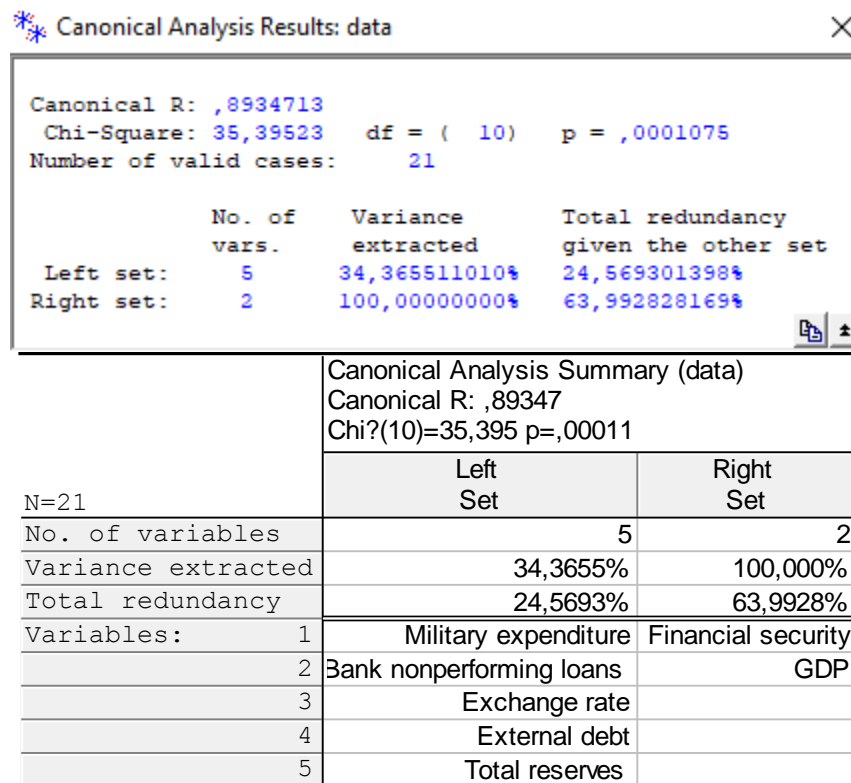 Canonical Analysis Results: data
Canonical R: ,8934713
Chi-Square: 35,39523 df = ( 10) p = ,0001075
Number of valid cases: 21
No. of Variance Total redundancy
vars. extracted given the other set
Left set: 5 34,365511010% 24,569301398%
Right set: 2 100,00000000% 63,992828169%
Canonical Analysis Summary (data)
Canonical R: ,89347
Chi?(10)=35,395 p=,00011
Left Right
N=21 Set Set
No. of variables 5 2
Variance extracted 34,3655% 100,000%
Total redundancy 24,5693% 63,9928%
Variables: 1 Military expenditure Financial security
2 Bank nonperforming loans GDP
3 Exchange rate
4 External debt
5 Total reserves